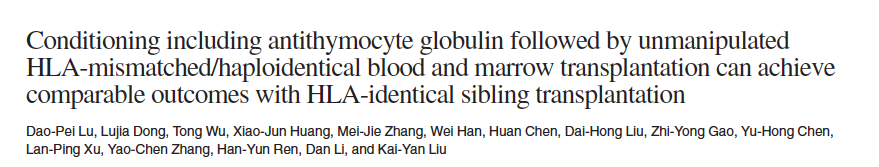 Conditioning including antithymocyte globulin followed by unmanipulated
HLA-mismatched/haploidentical blood and marrow transplantation can achieve
comparable outcomes with HLA-identical sibling transplantation
Dao-Pei Lu, Lujia Dong, Tong Wu, Xiao-Jun Huang, Mei-Jie Zhang, Wei Han, Huan Chen, Dai-Hong Liu, Zhi-Yong Gao, Yu-Hong Chen,
Lan-Ping Xu, Yao-Chen Zhang, Han-Yun Ren, Dan Li, and Kai-Yan Liu